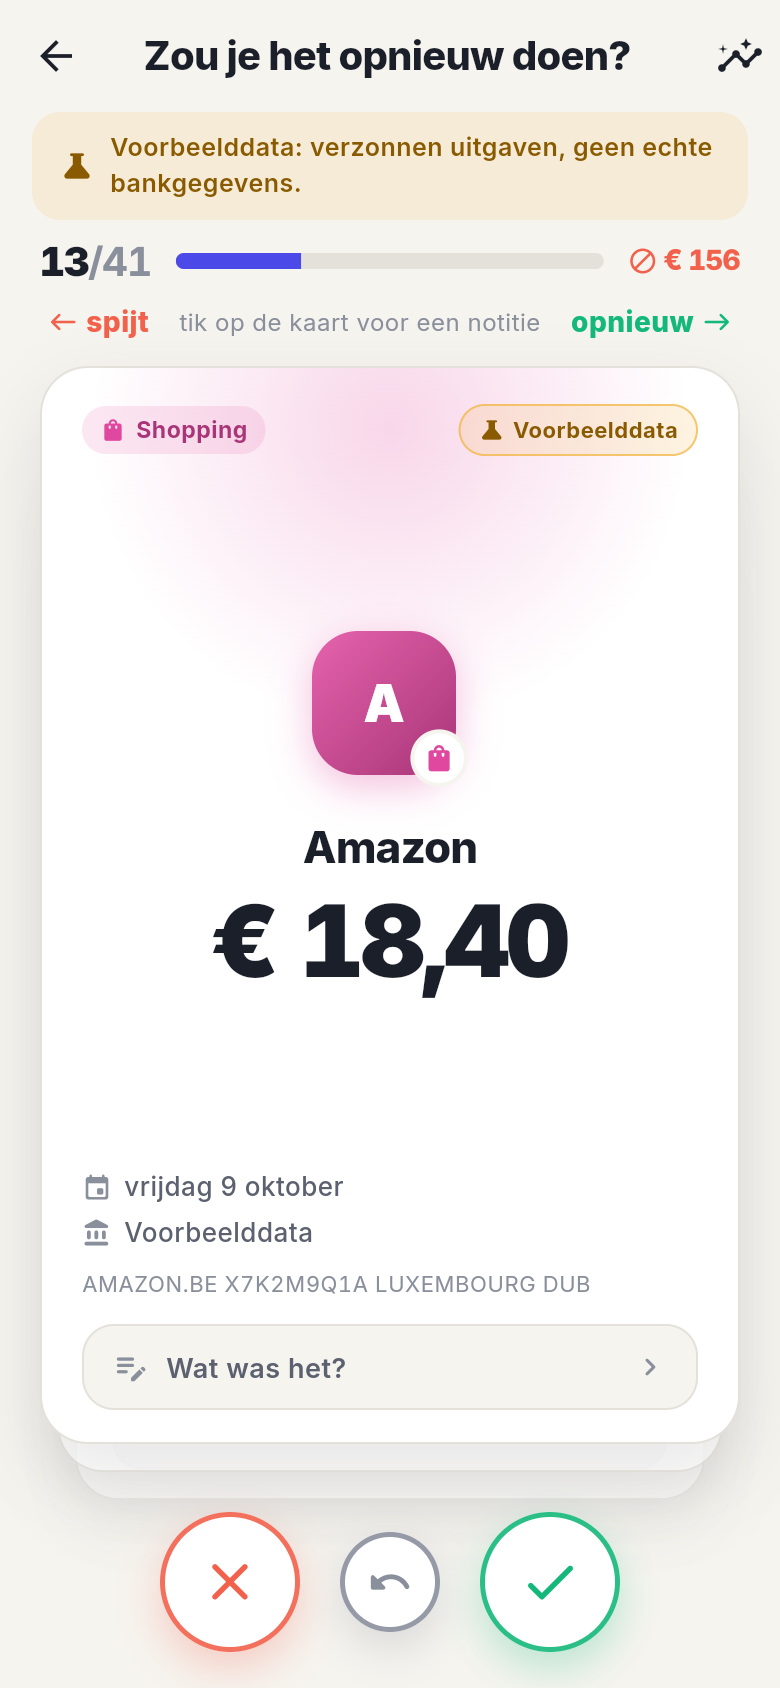 Zou je het opnieuw doen?
Voorbeelddata: verzonnen uitgaven, geen echte
bankgegevens.
13/41
€ 156
← spijt
tik op de kaart voor een notitie
opnieuw →
Shopping
Voorbeelddata
A
Amazon
€ 18,40
vrijdag 9 oktober
Voorbeelddata
AMAZON.BE X7K2M9Q1A LUXEMBOURG DUB
Wat was het?